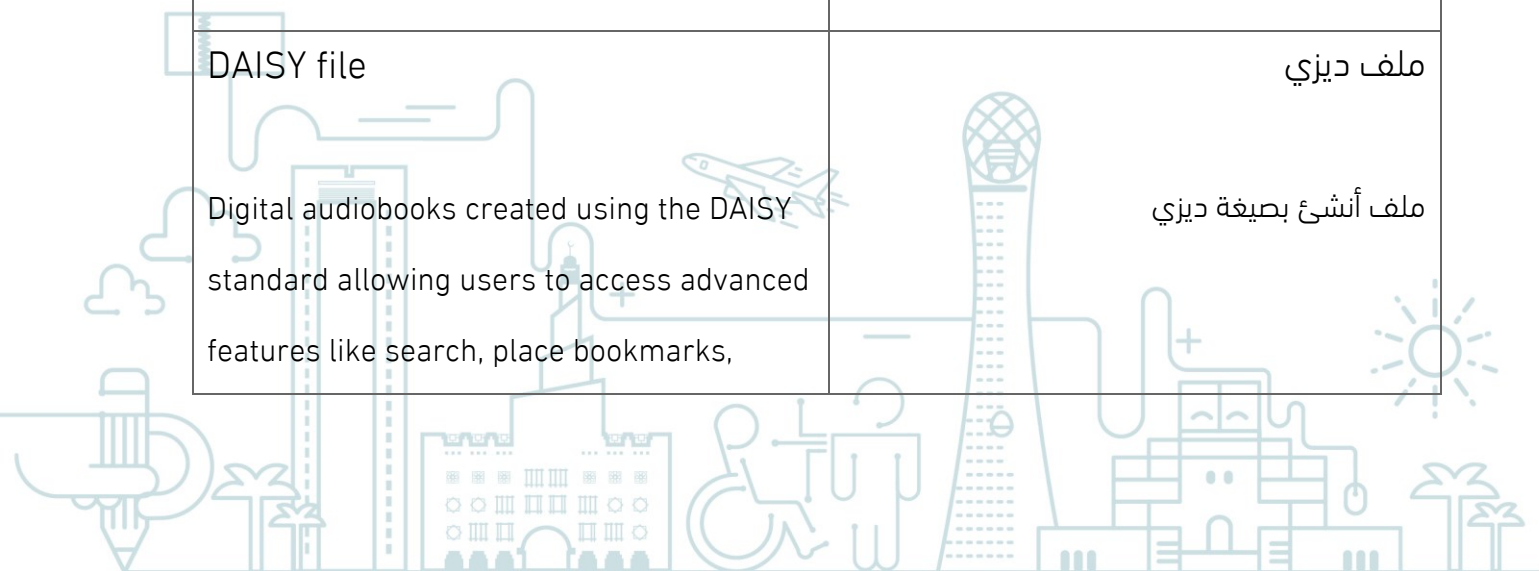 DAISY file
ملف ديزي
Digital audiobooks created using the DAISY
standard allowing users to access advanced
features like search, place bookmarks,
ملف أنشئ بصيغة ديزي